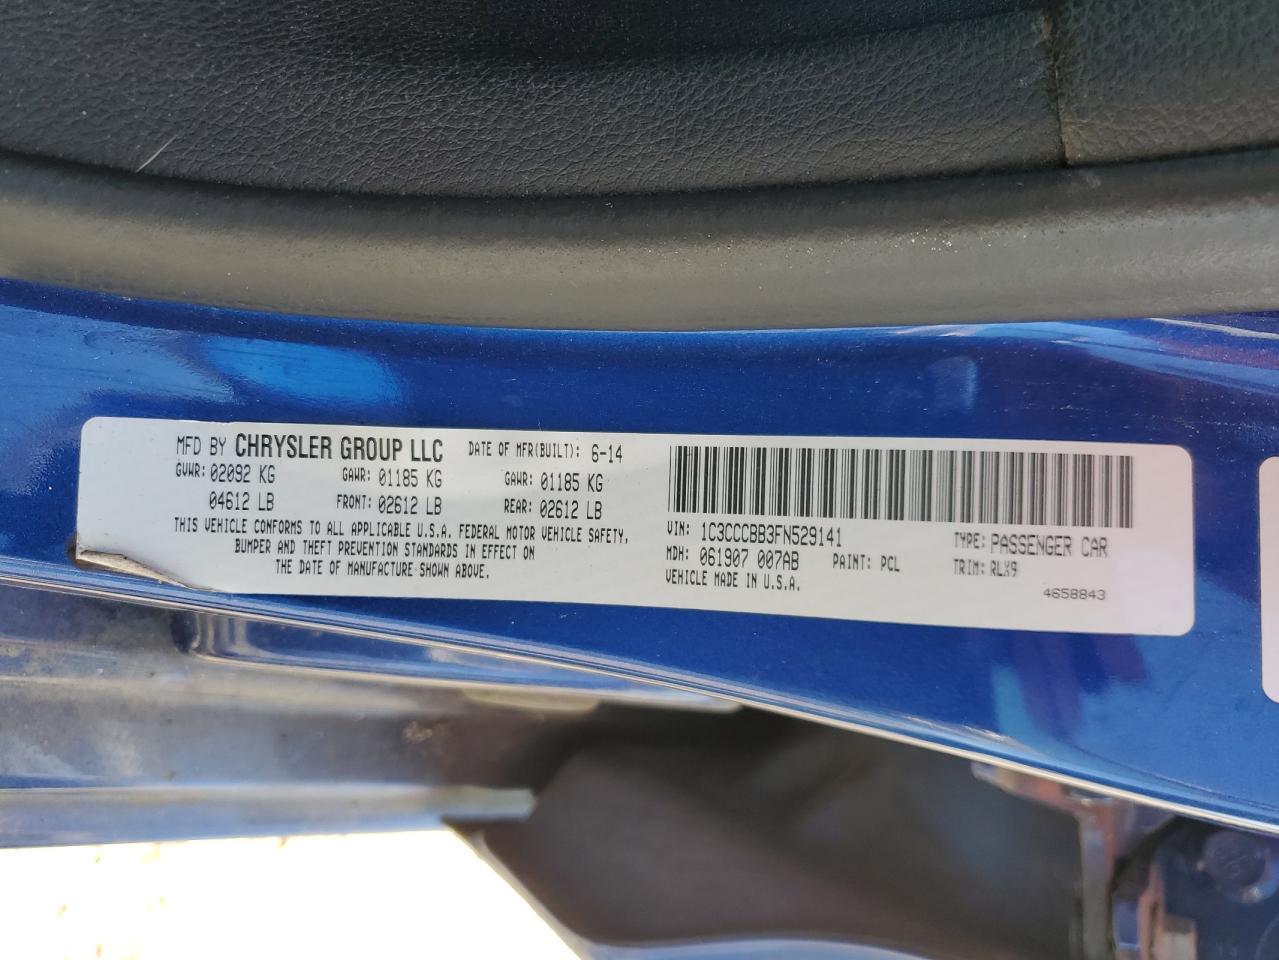 MFD BY CHRYSLER GROUP LLC DATE OF MFR(BUILT): 6-14
GVWR: 02092 KG GAWR: 01185 KG GAWR: 01185 KG
04612 LB FRONT: 02612 LB REAR: 02612 LB
THIS VEHICLE CONFORMS TO ALL APPLICABLE U.S.A. FEDERAL MOTOR VEHICLE SAFETY,
BUMPER AND THEFT PREVENTION STANDARDS IN EFFECT ON
THE DATE OF MANUFACTURE SHOWN ABOVE.
VIN: 1C3CCCBB3FN529141 TYPE: PASSENGER CAR
MDH: 061907 007AB PAINT: PCL TRIM: RLX9
VEHICLE MADE IN U.S.A.
4658843